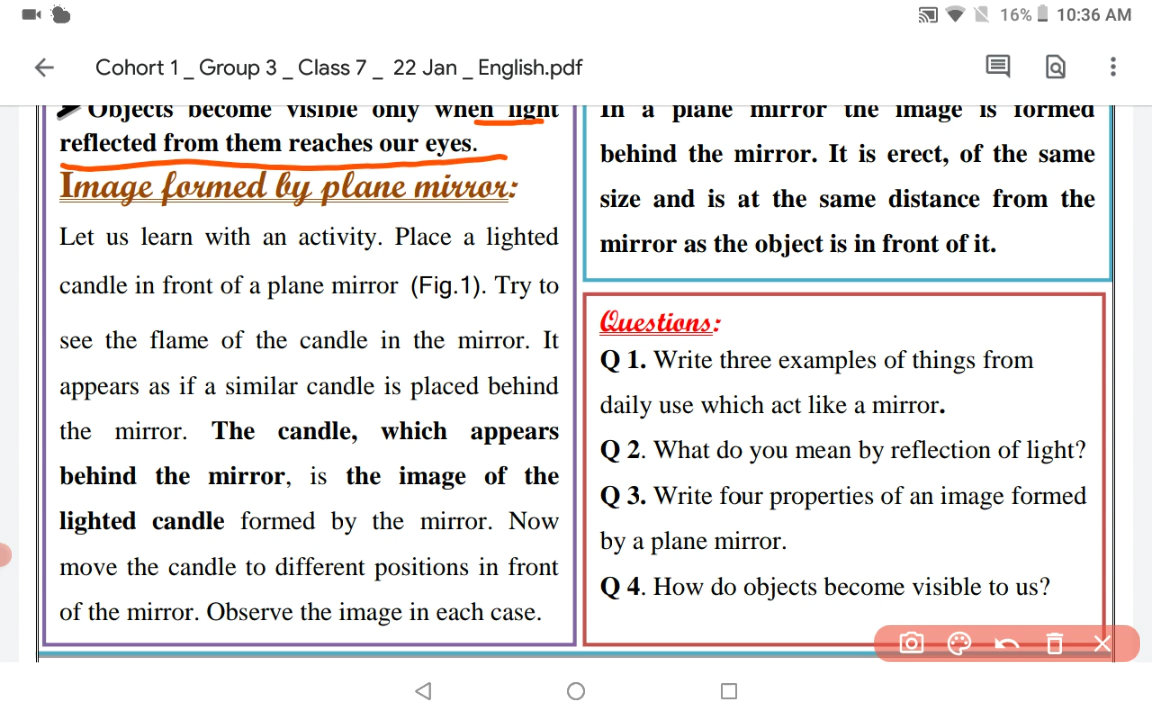 16% 10:36 AM
Cohort 1 _ Group 3 _ Class 7 _ 22 Jan _ English.pdf
Objects become visible only when light
reflected from them reaches our eyes.
Image formed by plane mirror:
Let us learn with an activity. Place a lighted
candle in front of a plane mirror (Fig.1). Try to
see the flame of the candle in the mirror. It
appears as if a similar candle is placed behind
the mirror. The candle, which appears
behind the mirror, is the image of the
lighted candle formed by the mirror. Now
move the candle to different positions in front
of the mirror. Observe the image in each case.
In a plane mirror the image is formed
behind the mirror. It is erect, of the same
size and is at the same distance from the
mirror as the object is in front of it.
Questions:
Q 1. Write three examples of things from
daily use which act like a mirror.
Q 2. What do you mean by reflection of light?
Q 3. Write four properties of an image formed
by a plane mirror.
Q 4. How do objects become visible to us?